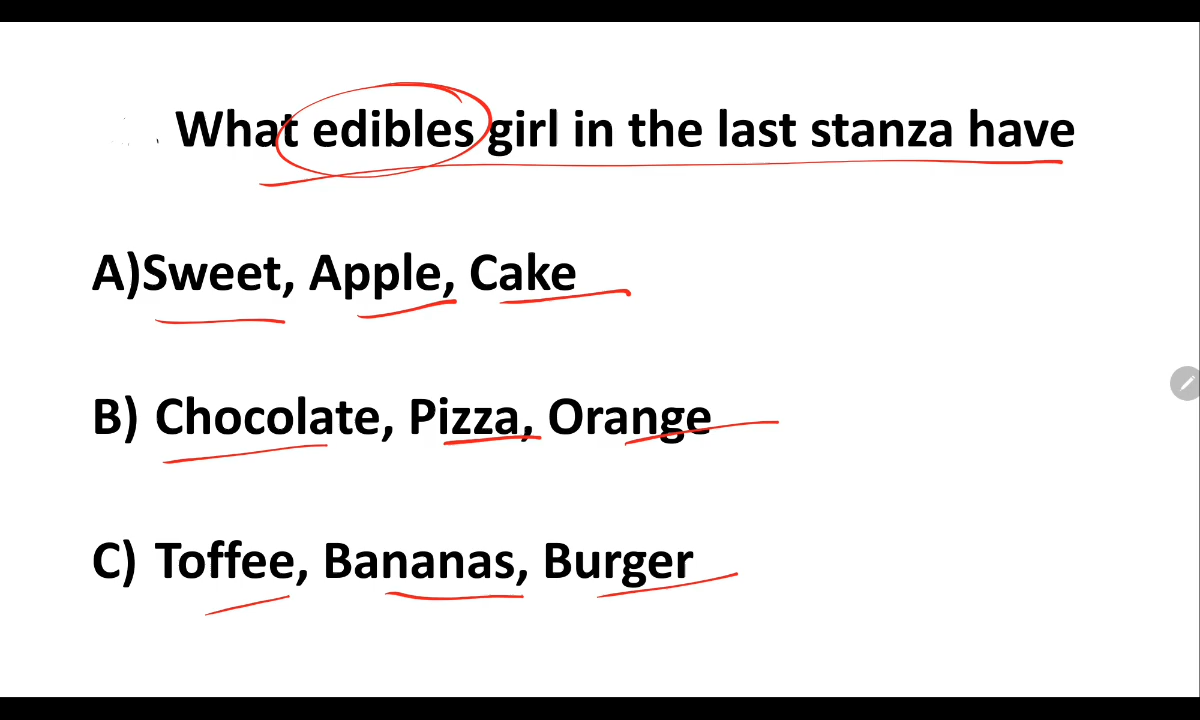 What edibles girl in the last stanza have
A)Sweet, Apple, Cake
B) Chocolate, Pizza, Orange
C) Toffee, Bananas, Burger